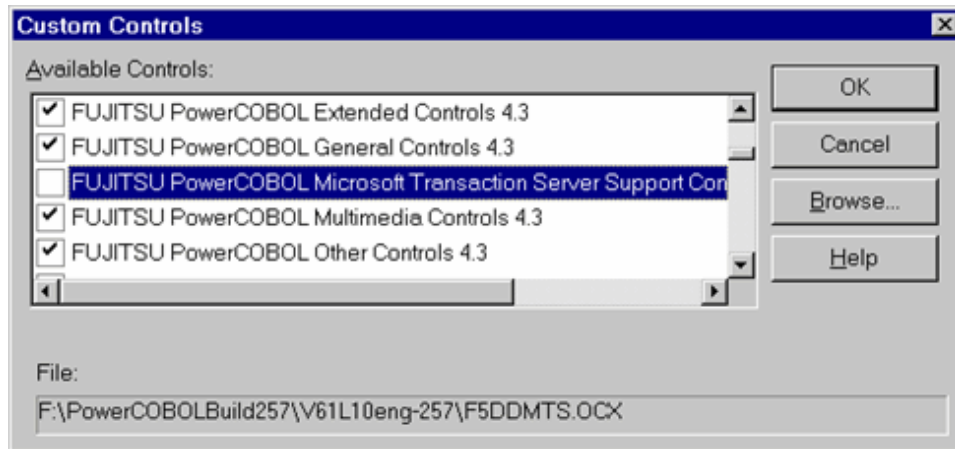 Custom Controls
Available Controls:
FUJITSU PowerCOBOL Extended Controls 4.3
FUJITSU PowerCOBOL General Controls 4.3
FUJITSU PowerCOBOL Microsoft Transaction Server Support Con
FUJITSU PowerCOBOL Multimedia Controls 4.3
FUJITSU PowerCOBOL Other Controls 4.3
OK
Cancel
Browse...
Help
File:
F:\PowerCOBOLBuild257\V61L10eng-257\F5DDMTS.OCX